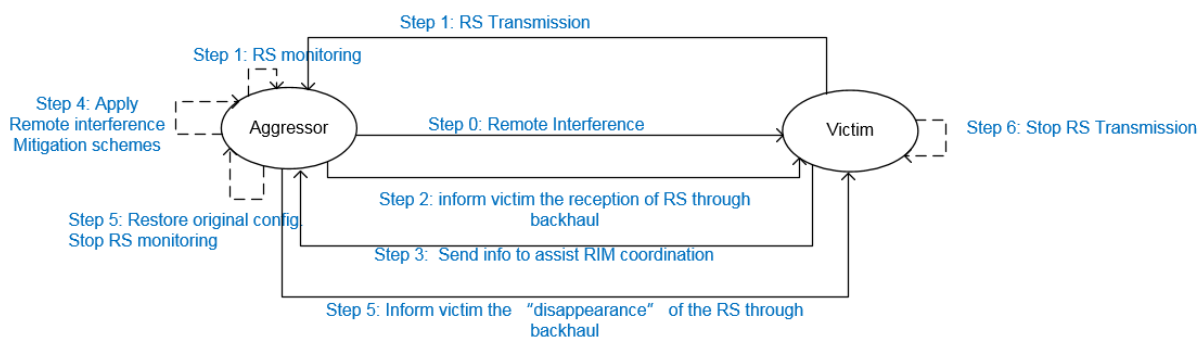 Step 1: RS Transmission
Step 1: RS monitoring
Step 4: Apply
Remote interference
Mitigation schemes
Aggressor
Step 0: Remote Interference
Victim
Step 6: Stop RS Transmission
Step 2: inform victim the reception of RS through
backhaul
Step 5: Restore original config.
Stop RS monitoring
Step 3: Send info to assist RIM coordination
Step 5: Inform victim the “disappearance“ of the RS through
backhaul